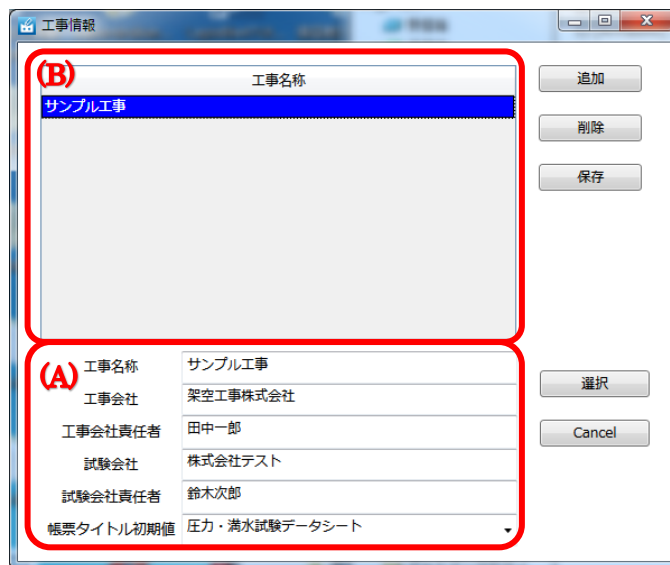 工事情報
(B)
工事名称
サンプル工事
追加
削除
保存
(A)
工事名称 サンプル工事
工事会社 架空工事株式会社
工事会社責任者 田中一郎
試験会社 株式会社テスト
試験会社責任者 鈴木次郎
帳票タイトル初期値 圧力・満水試験データシート
選択
Cancel